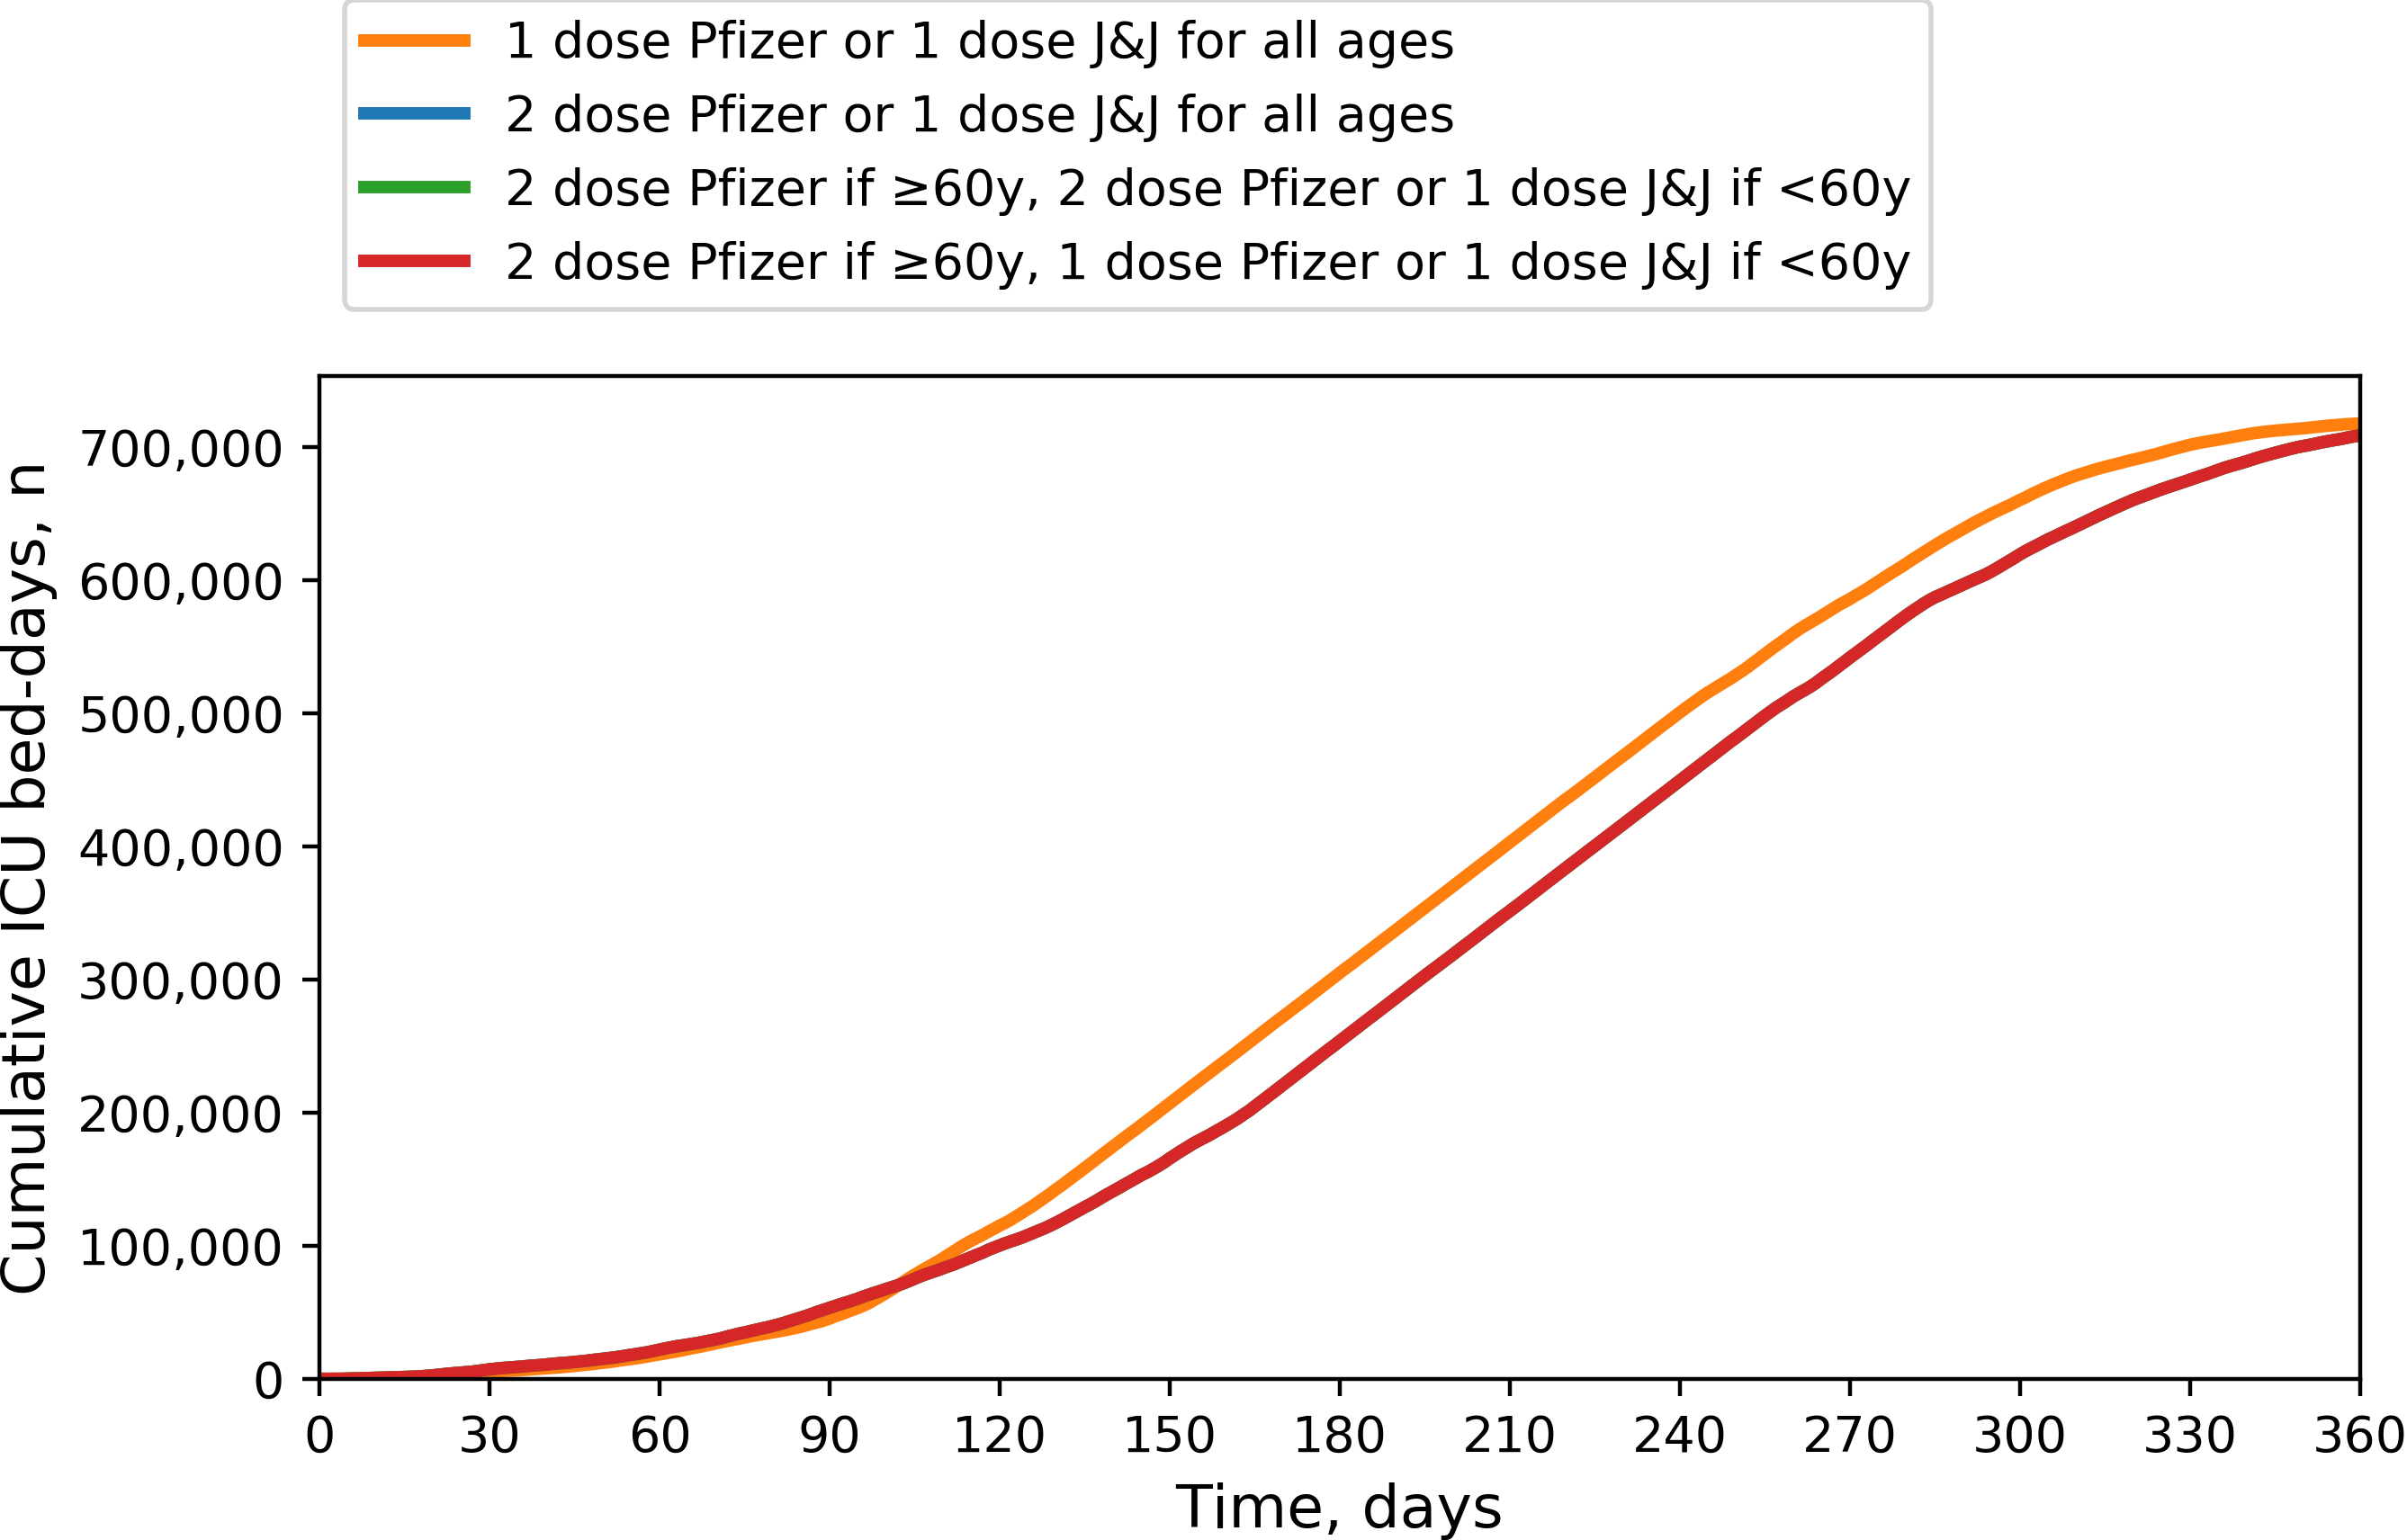 1 dose Pfizer or 1 dose J&J for all ages
2 dose Pfizer or 1 dose J&J for all ages
2 dose Pfizer if ≥60y, 2 dose Pfizer or 1 dose J&J if <60y
2 dose Pfizer if ≥60y, 1 dose Pfizer or 1 dose J&J if <60y
Cumulative ICU bed-days, n
700,000
600,000
500,000
400,000
300,000
200,000
100,000
0
0 30 60 90 120 150 180 210 240 270 300 330 360
Time, days